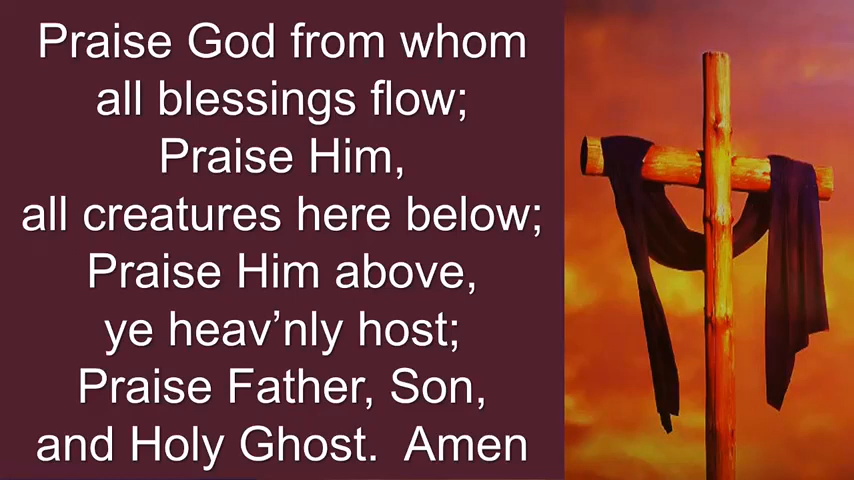 Praise God from whom
all blessings flow;
Praise Him,
all creatures here below;
Praise Him above,
ye heav’nly host;
Praise Father, Son,
and Holy Ghost.  Amen